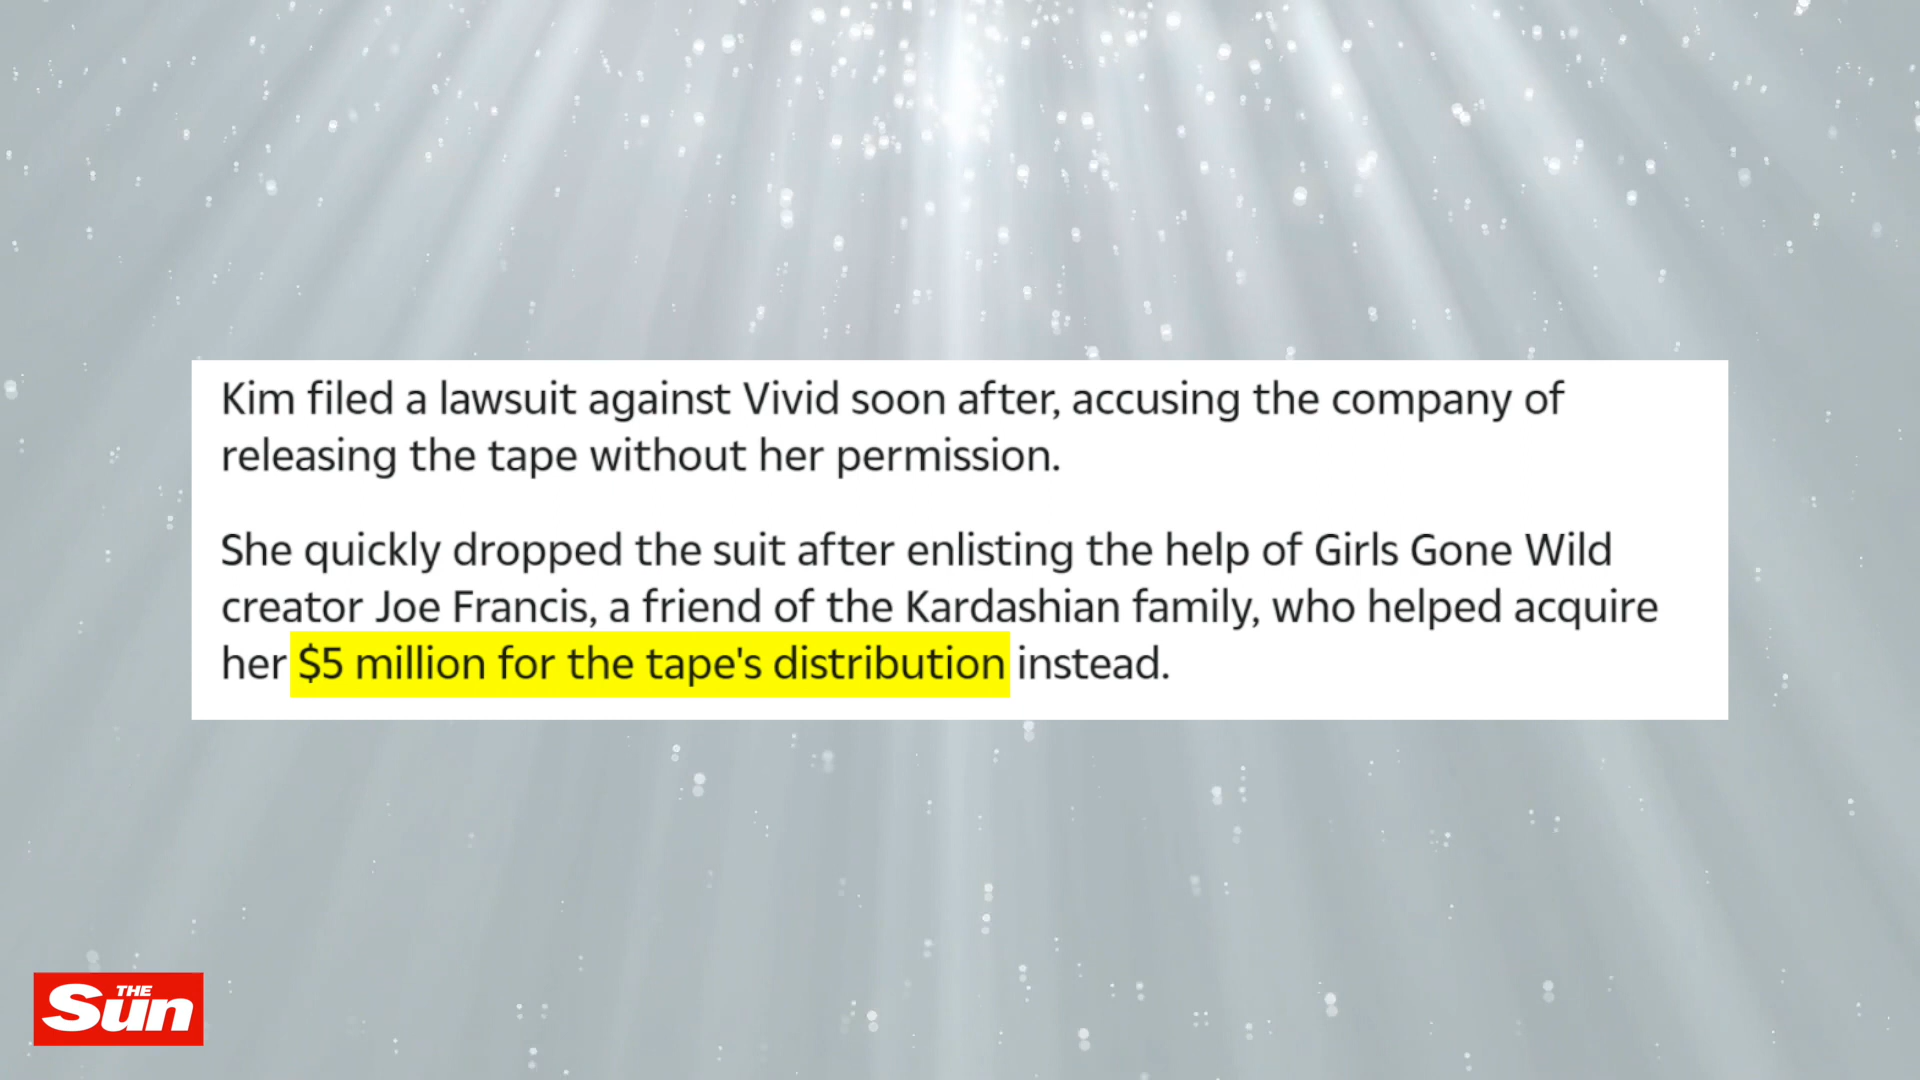 Kim filed a lawsuit against Vivid soon after, accusing the company of
releasing the tape without her permission.
She quickly dropped the suit after enlisting the help of Girls Gone Wild
creator Joe Francis, a friend of the Kardashian family, who helped acquire
her $5 million for the tape's distribution instead.
THE
Sun